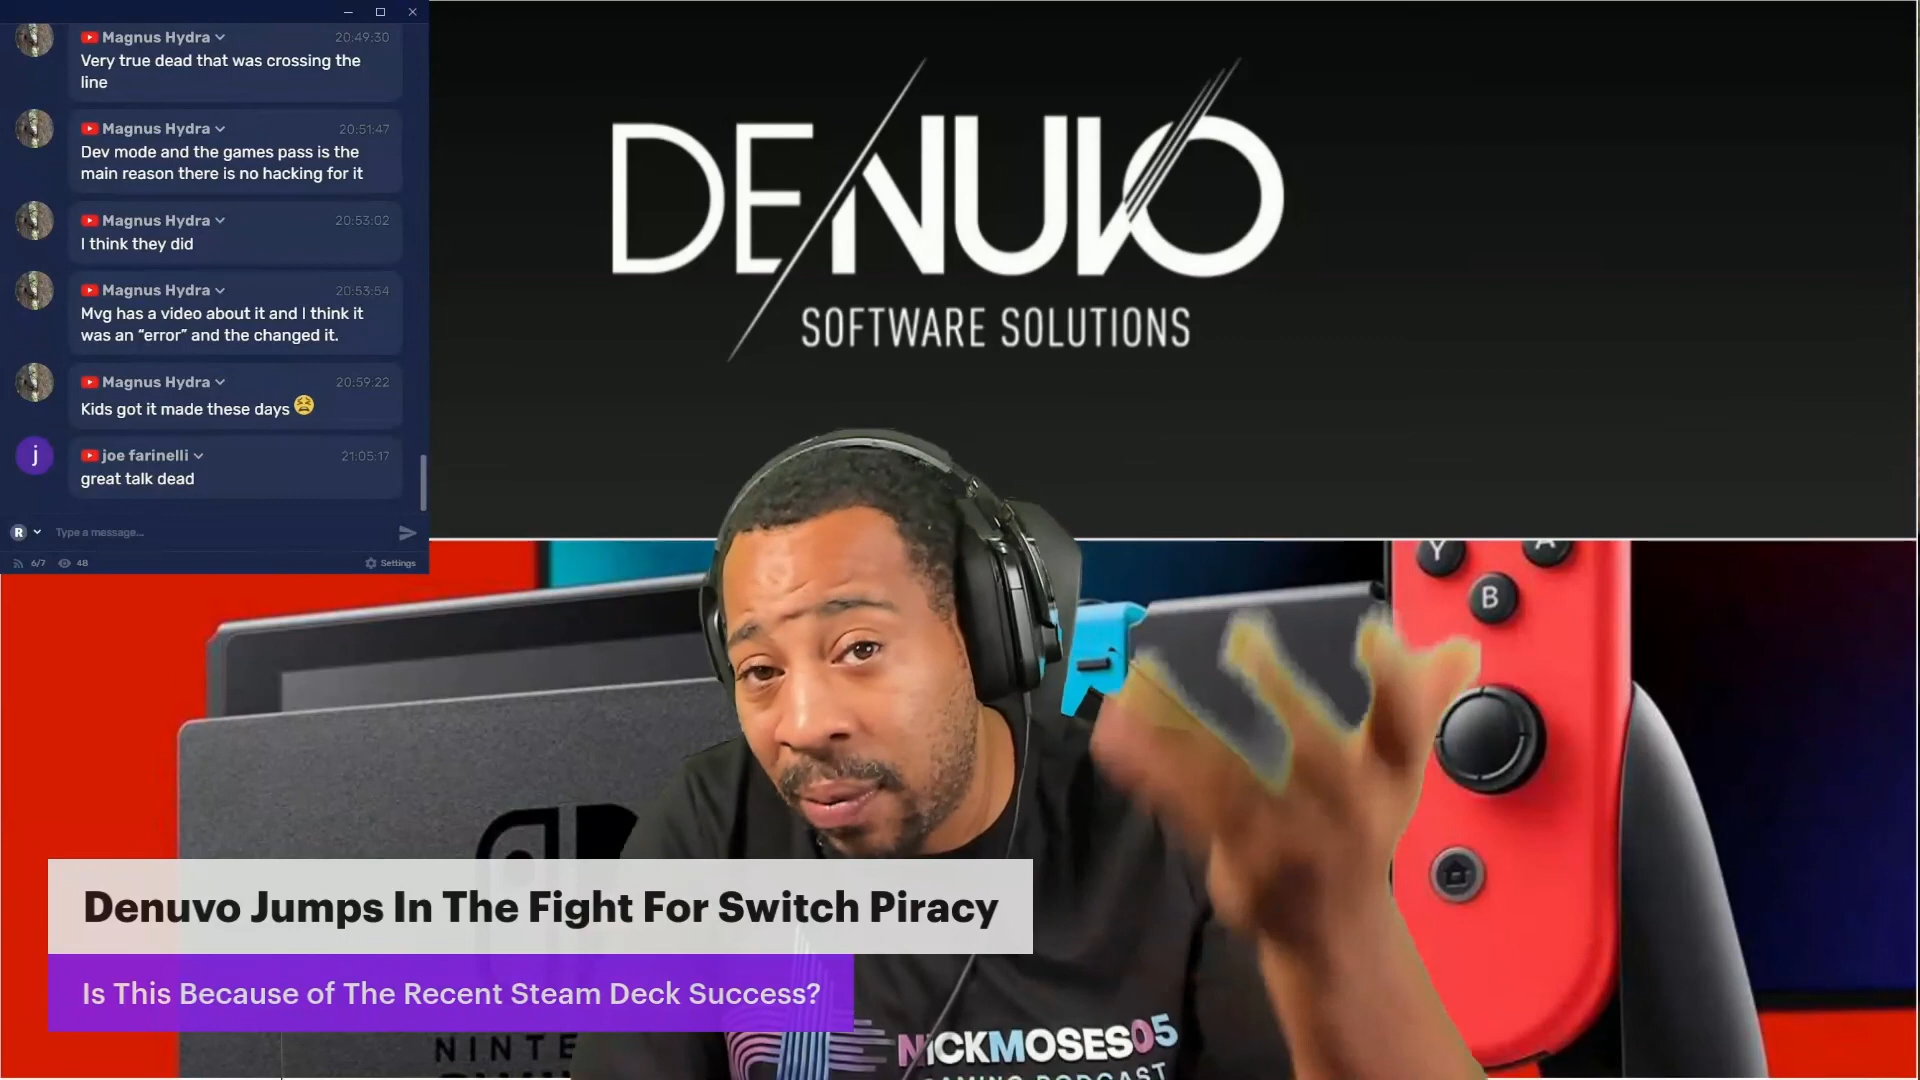 Magnus Hydra
20:49:30
Very true dead that was crossing the
line
Magnus Hydra
20:51:47
Dev mode and the games pass is the
main reason there is no hacking for it
Magnus Hydra
20:53:02
I think they did
Magnus Hydra
20:53:54
Mvg has a video about it and I think it
was an “error” and the changed it.
Magnus Hydra
20:59:22
Kids got it made these days
j
joe farinelli
21:05:17
great talk dead
R
Type a message...
6/7
48
Settings
DENUVO
SOFTWARE SOLUTIONS
Y
A
B
Denuvo Jumps In The Fight For Switch Piracy
Is This Because of The Recent Steam Deck Success?
NINTE
NICKMOSES05
GAMING PODCAST